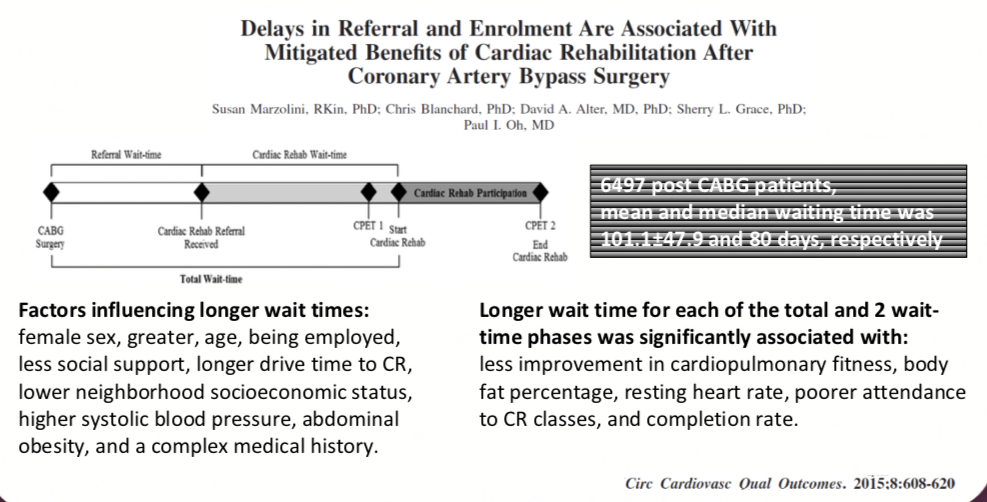 Delays in Referral and Enrolment Are Associated With
Mitigated Benefits of Cardiac Rehabilitation After
Coronary Artery Bypass Surgery
Susan Marzolini, RKin, PhD; Chris Blanchard, PhD; David A. Alter, MD, PhD; Sherry L. Grace, PhD;
Paul I. Oh, MD
Referral Wait-time
Cardiac Rehab Wait-time
Cardiac Rehab Participation
CABG
Surgery
Cardiac Rehab Referral
Received
CPET 1
Start
Cardiac Rehab
CPET 2
End
Cardiac Rehab
Total Wait-time
6497 post CABG patients,
mean and median waiting time was
101.1±47.9 and 80 days, respectively
Factors influencing longer wait times:
female sex, greater, age, being employed,
less social support, longer drive time to CR,
lower neighborhood socioeconomic status,
higher systolic blood pressure, abdominal
obesity, and a complex medical history.
Longer wait time for each of the total and 2 wait-
time phases was significantly associated with:
less improvement in cardiopulmonary fitness, body
fat percentage, resting heart rate, poorer attendance
to CR classes, and completion rate.
Circ Cardiovasc Qual Outcomes. 2015;8:608-620